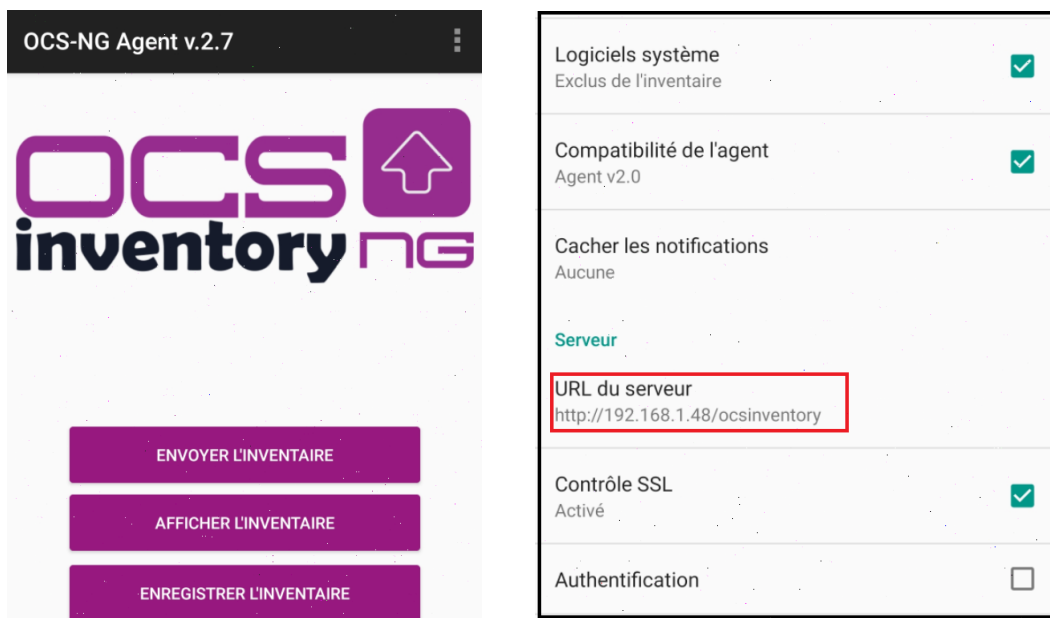 OCS-NG Agent v.2.7
OCS
inventory NG
ENVOYER L'INVENTAIRE
AFFICHER L'INVENTAIRE
ENREGISTRER L'INVENTAIRE
Logiciels système
Exclus de l'inventaire
Compatibilité de l'agent
Agent v2.0
Cacher les notifications
Aucune
Serveur
URL du serveur
http://192.168.1.48/ocsinventory
Contrôle SSL
Activé
Authentification